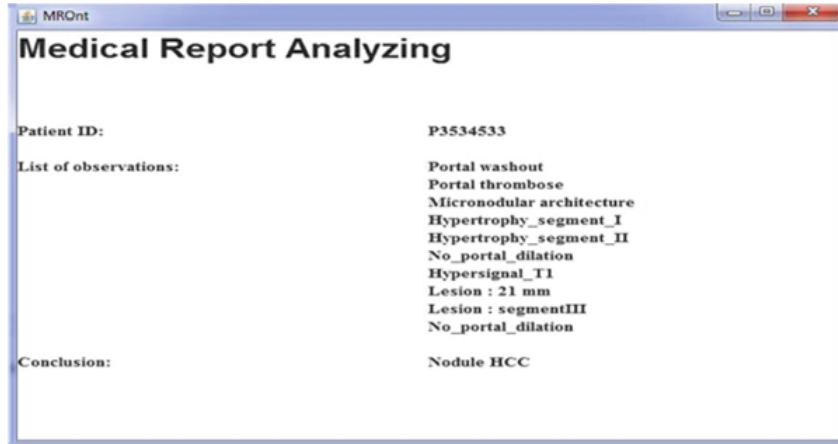 MROnt
Medical Report Analyzing
Patient ID: P3534533
List of observations: Portal washout
Portal thrombose
Micronodular architecture
Hypertrophy_segment_I
Hypertrophy_segment_II
No_portal_dilation
Hypersignal_T1
Lesion : 21 mm
Lesion : segmentIII
No_portal_dilation
Conclusion: Nodule HCC